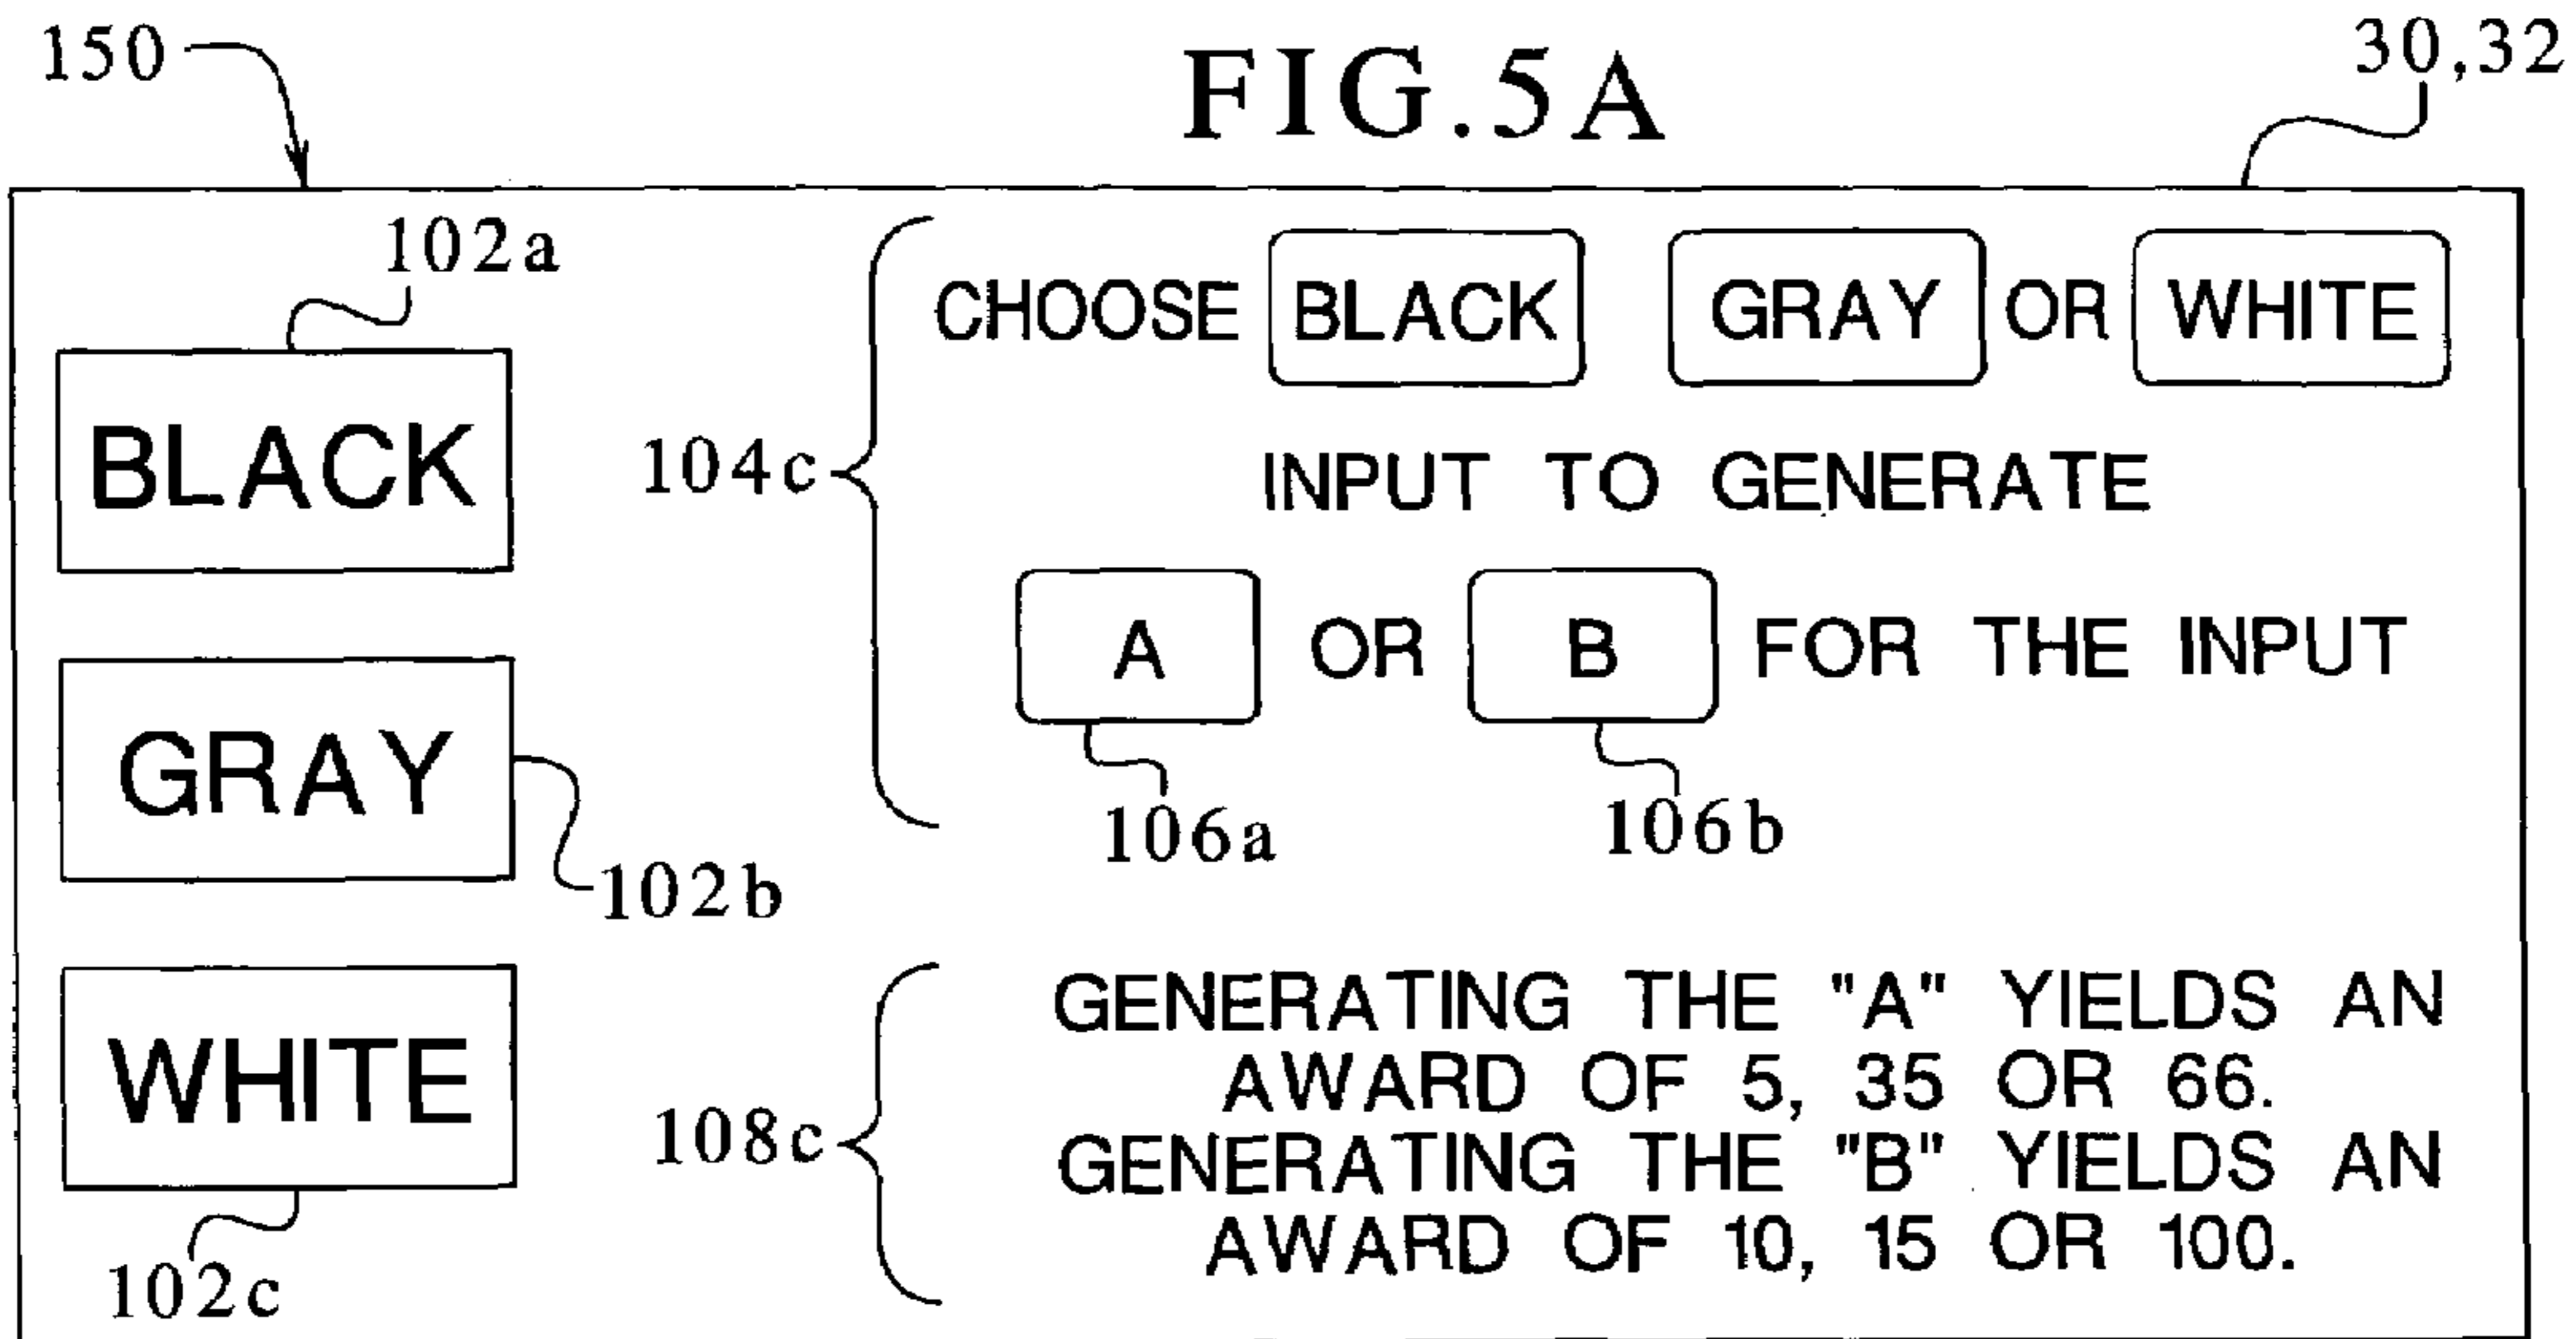 150
FIG.5A
30,32
102a
CHOOSE BLACK GRAY OR WHITE
BLACK
104c
INPUT TO GENERATE
A OR B FOR THE INPUT
GRAY
106a
106b
102b
GENERATING THE "A" YIELDS AN
AWARD OF 5, 35 OR 66.
WHITE
108c
GENERATING THE "B" YIELDS AN
AWARD OF 10, 15 OR 100.
102c